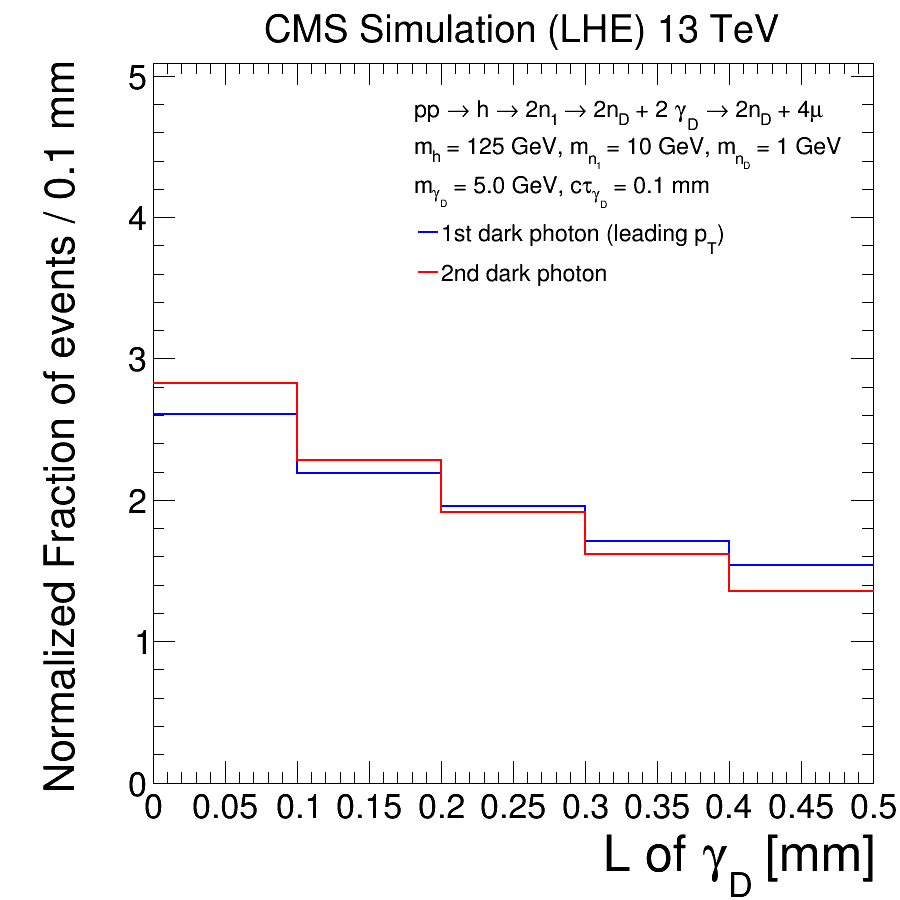 CMS Simulation (LHE) 13 TeV
pp → h → 2n₁ → 2n_D + 2 γ_D → 2n_D + 4μ
m_h = 125 GeV, m_n₁ = 10 GeV, m_n_D = 1 GeV
m_γ_D = 5.0 GeV, cτ_γ_D = 0.1 mm
1st dark photon (leading p_T)
2nd dark photon
Normalized Fraction of events / 0.1 mm
5
4
3
2
1
0
0 0.05 0.1 0.15 0.2 0.25 0.3 0.35 0.4 0.45 0.5
L of γ_D [mm]